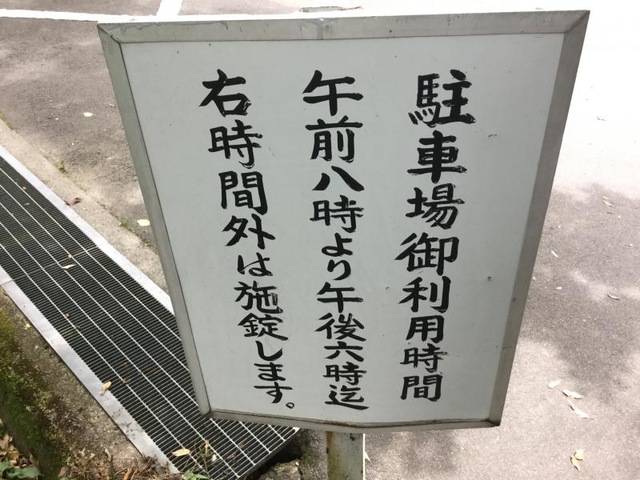 駐車場御利用時間
午前八時より午後六時迄
右時間外は施錠します。